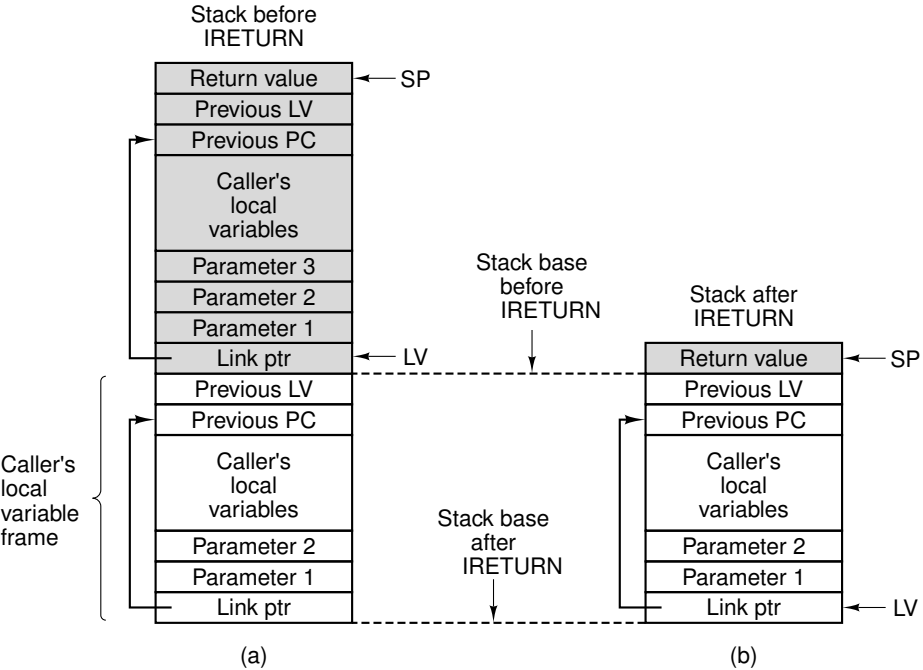 Stack before
IRETURN
Return value
SP
Previous LV
Previous PC
Caller's
local
variables
Parameter 3
Parameter 2
Parameter 1
Link ptr
LV
Previous LV
Previous PC
Caller's
local
variables
Parameter 2
Parameter 1
Link ptr
Caller's
local
variable
frame
(a)
Stack base
before
IRETURN
Stack base
after
IRETURN
Stack after
IRETURN
Return value
SP
Previous LV
Previous PC
Caller's
local
variables
Parameter 2
Parameter 1
Link ptr
LV
(b)